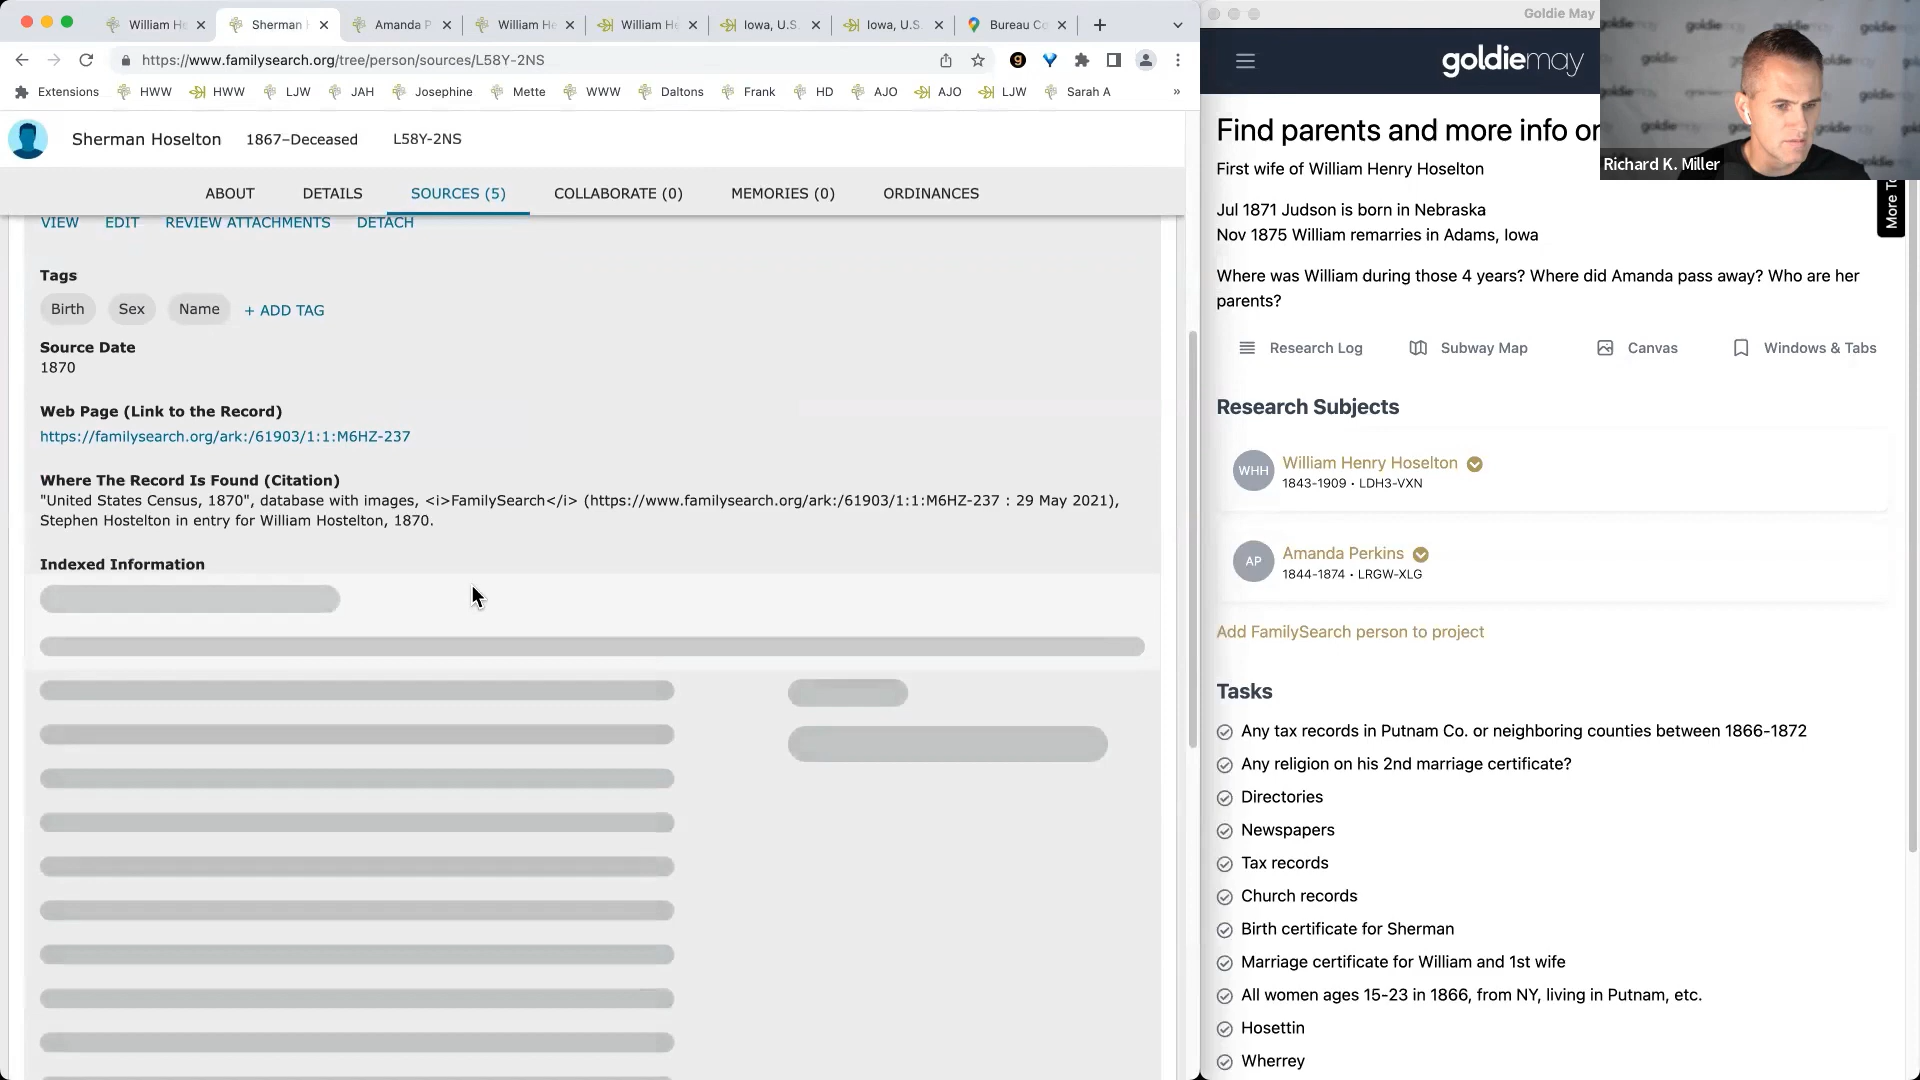 William He
Sherman H
Amanda P
William He
William He
Iowa, U.S.
Iowa, U.S.
Bureau Co
https://www.familysearch.org/tree/person/sources/L58Y-2NS
Extensions
HWW
HWW
LJW
JAH
Josephine
Mette
WWW
Daltons
Frank
HD
AJO
AJO
LJW
Sarah A
»
Sherman Hoselton
1867–Deceased
L58Y-2NS
ABOUT
DETAILS
SOURCES (5)
COLLABORATE (0)
MEMORIES (0)
ORDINANCES
VIEW
EDIT
REVIEW ATTACHMENTS
DETACH
Tags
Birth
Sex
Name
+ ADD TAG
Source Date
1870
Web Page (Link to the Record)
https://familysearch.org/ark:/61903/1:1:M6HZ-237
Where The Record Is Found (Citation)
"United States Census, 1870", database with images, <i>FamilySearch</i> (https://www.familysearch.org/ark:/61903/1:1:M6HZ-237 : 29 May 2021),
Stephen Hostelton in entry for William Hostelton, 1870.
Indexed Information
Goldie May
goldiemay
Richard K. Miller
More To
Find parents and more info on
First wife of William Henry Hoselton
Jul 1871 Judson is born in Nebraska
Nov 1875 William remarries in Adams, Iowa
Where was William during those 4 years? Where did Amanda pass away? Who are her
parents?
Research Log
Subway Map
Canvas
Windows & Tabs
Research Subjects
WHH
William Henry Hoselton
1843-1909 • LDH3-VXN
AP
Amanda Perkins
1844-1874 • LRGW-XLG
Add FamilySearch person to project
Tasks
Any tax records in Putnam Co. or neighboring counties between 1866-1872
Any religion on his 2nd marriage certificate?
Directories
Newspapers
Tax records
Church records
Birth certificate for Sherman
Marriage certificate for William and 1st wife
All women ages 15-23 in 1866, from NY, living in Putnam, etc.
Hosettin
Wherrey